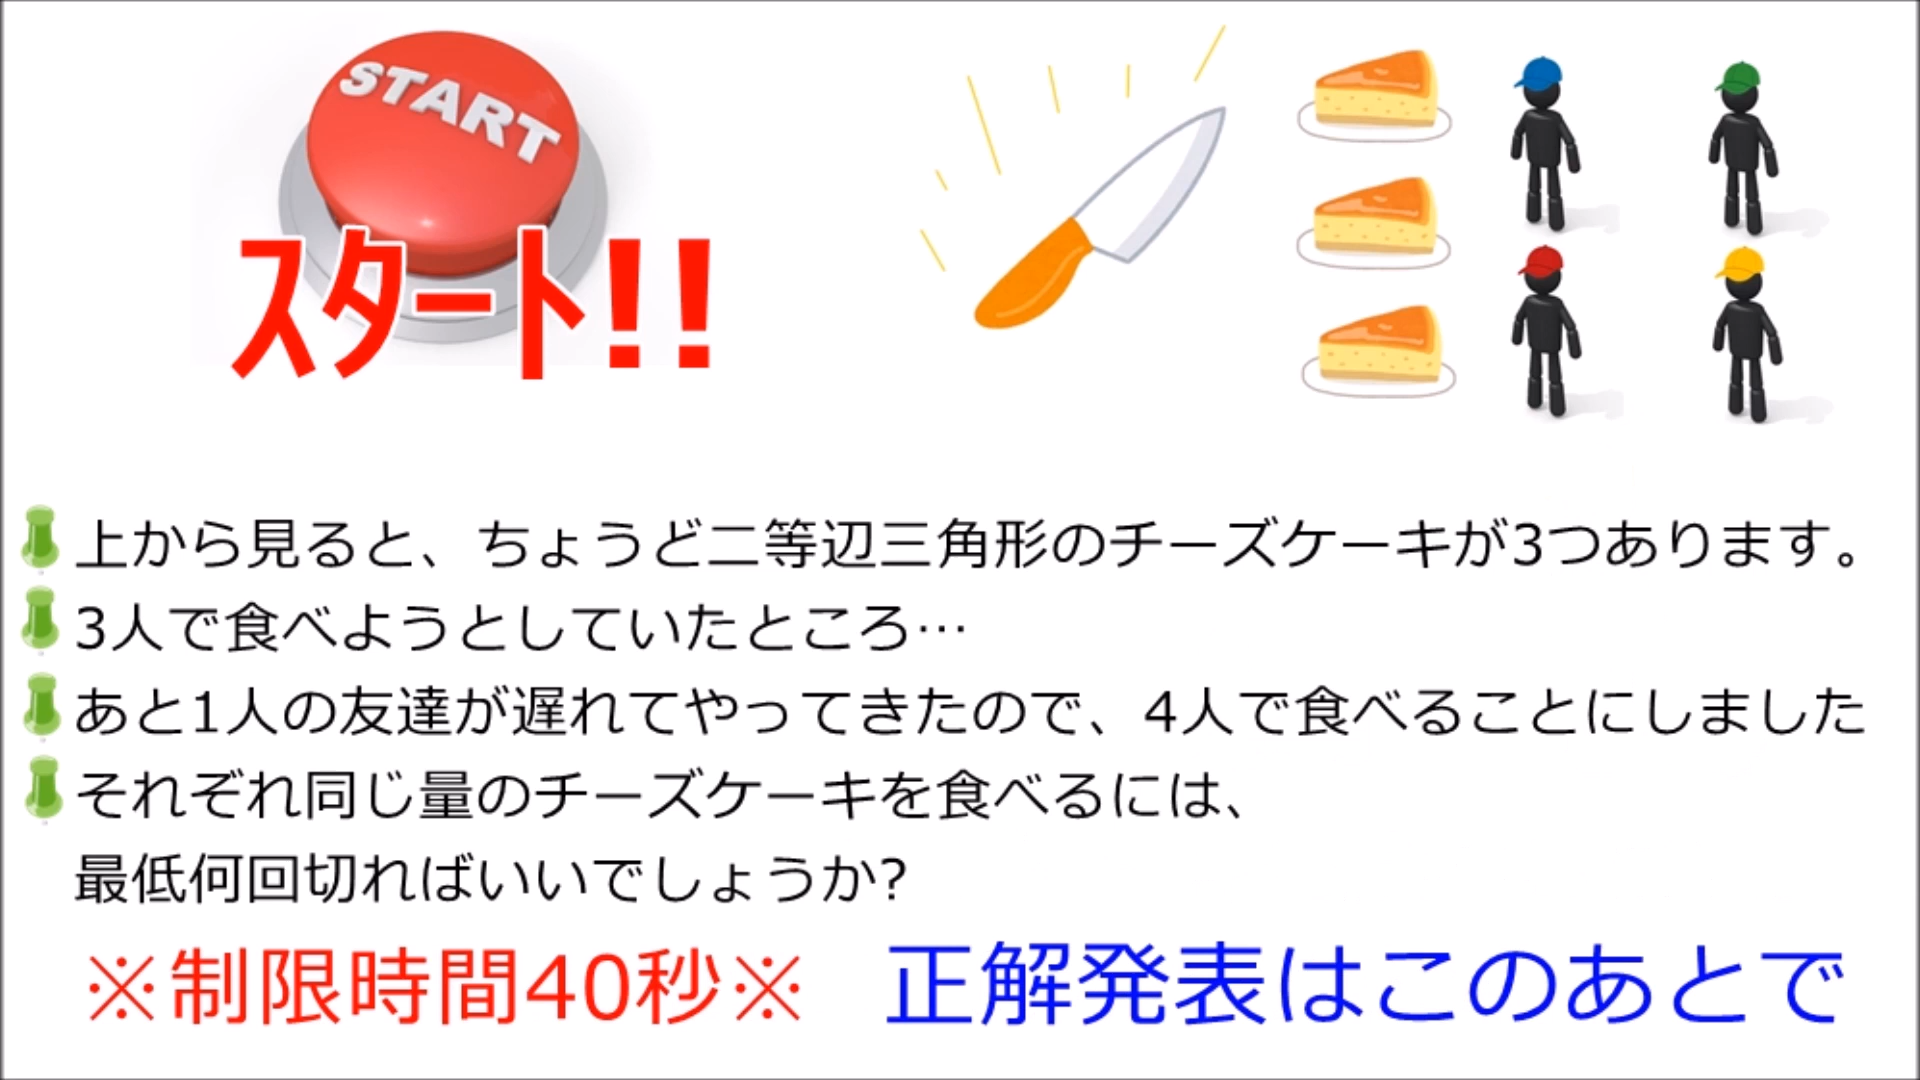 START
スタート!!
上から見ると、ちょうど二等辺三角形のチーズケーキが3つあります。
3人で食べようとしていたところ…
あと1人の友達が遅れてやってきたので、4人で食べることにしました
それぞれ同じ量のチーズケーキを食べるには、
最低何回切ればいいでしょうか?
※制限時間40秒※ 正解発表はこのあとで